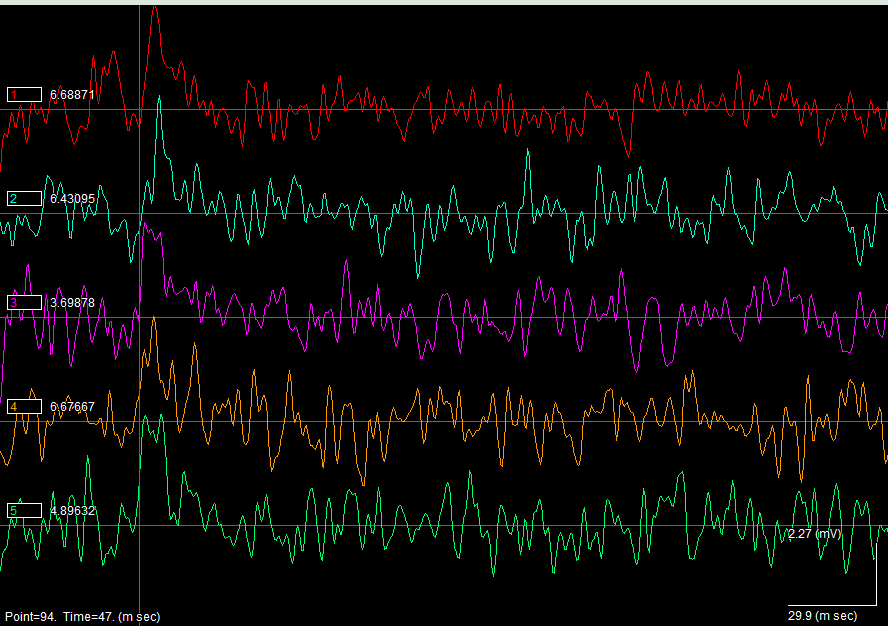 1 6.68871
2 6.43095
3 3.69878
4 6.67667
5 4.89632
2.27 (mV)
Point=94. Time=47. (m sec)
29.9 (m sec)